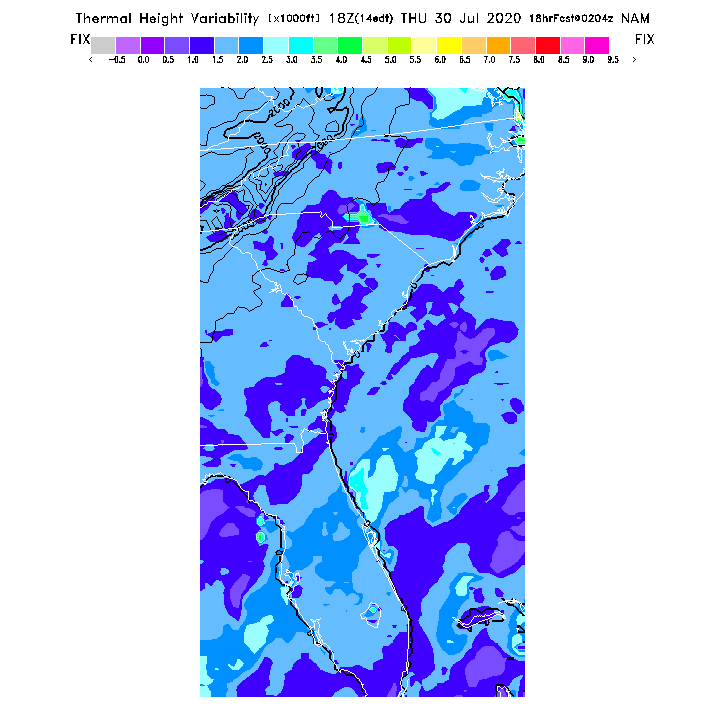 Thermal Height Variability [x1000ft] 18Z(14edt) THU 30 Jul 2020 18hrFcst@0204z NAM
FIX FIX
< -0.5 0.0 0.5 1.0 1.5 2.0 2.5 3.0 3.5 4.0 4.5 5.0 5.5 6.0 6.5 7.0 7.5 8.0 8.5 9.0 9.5 >
2000